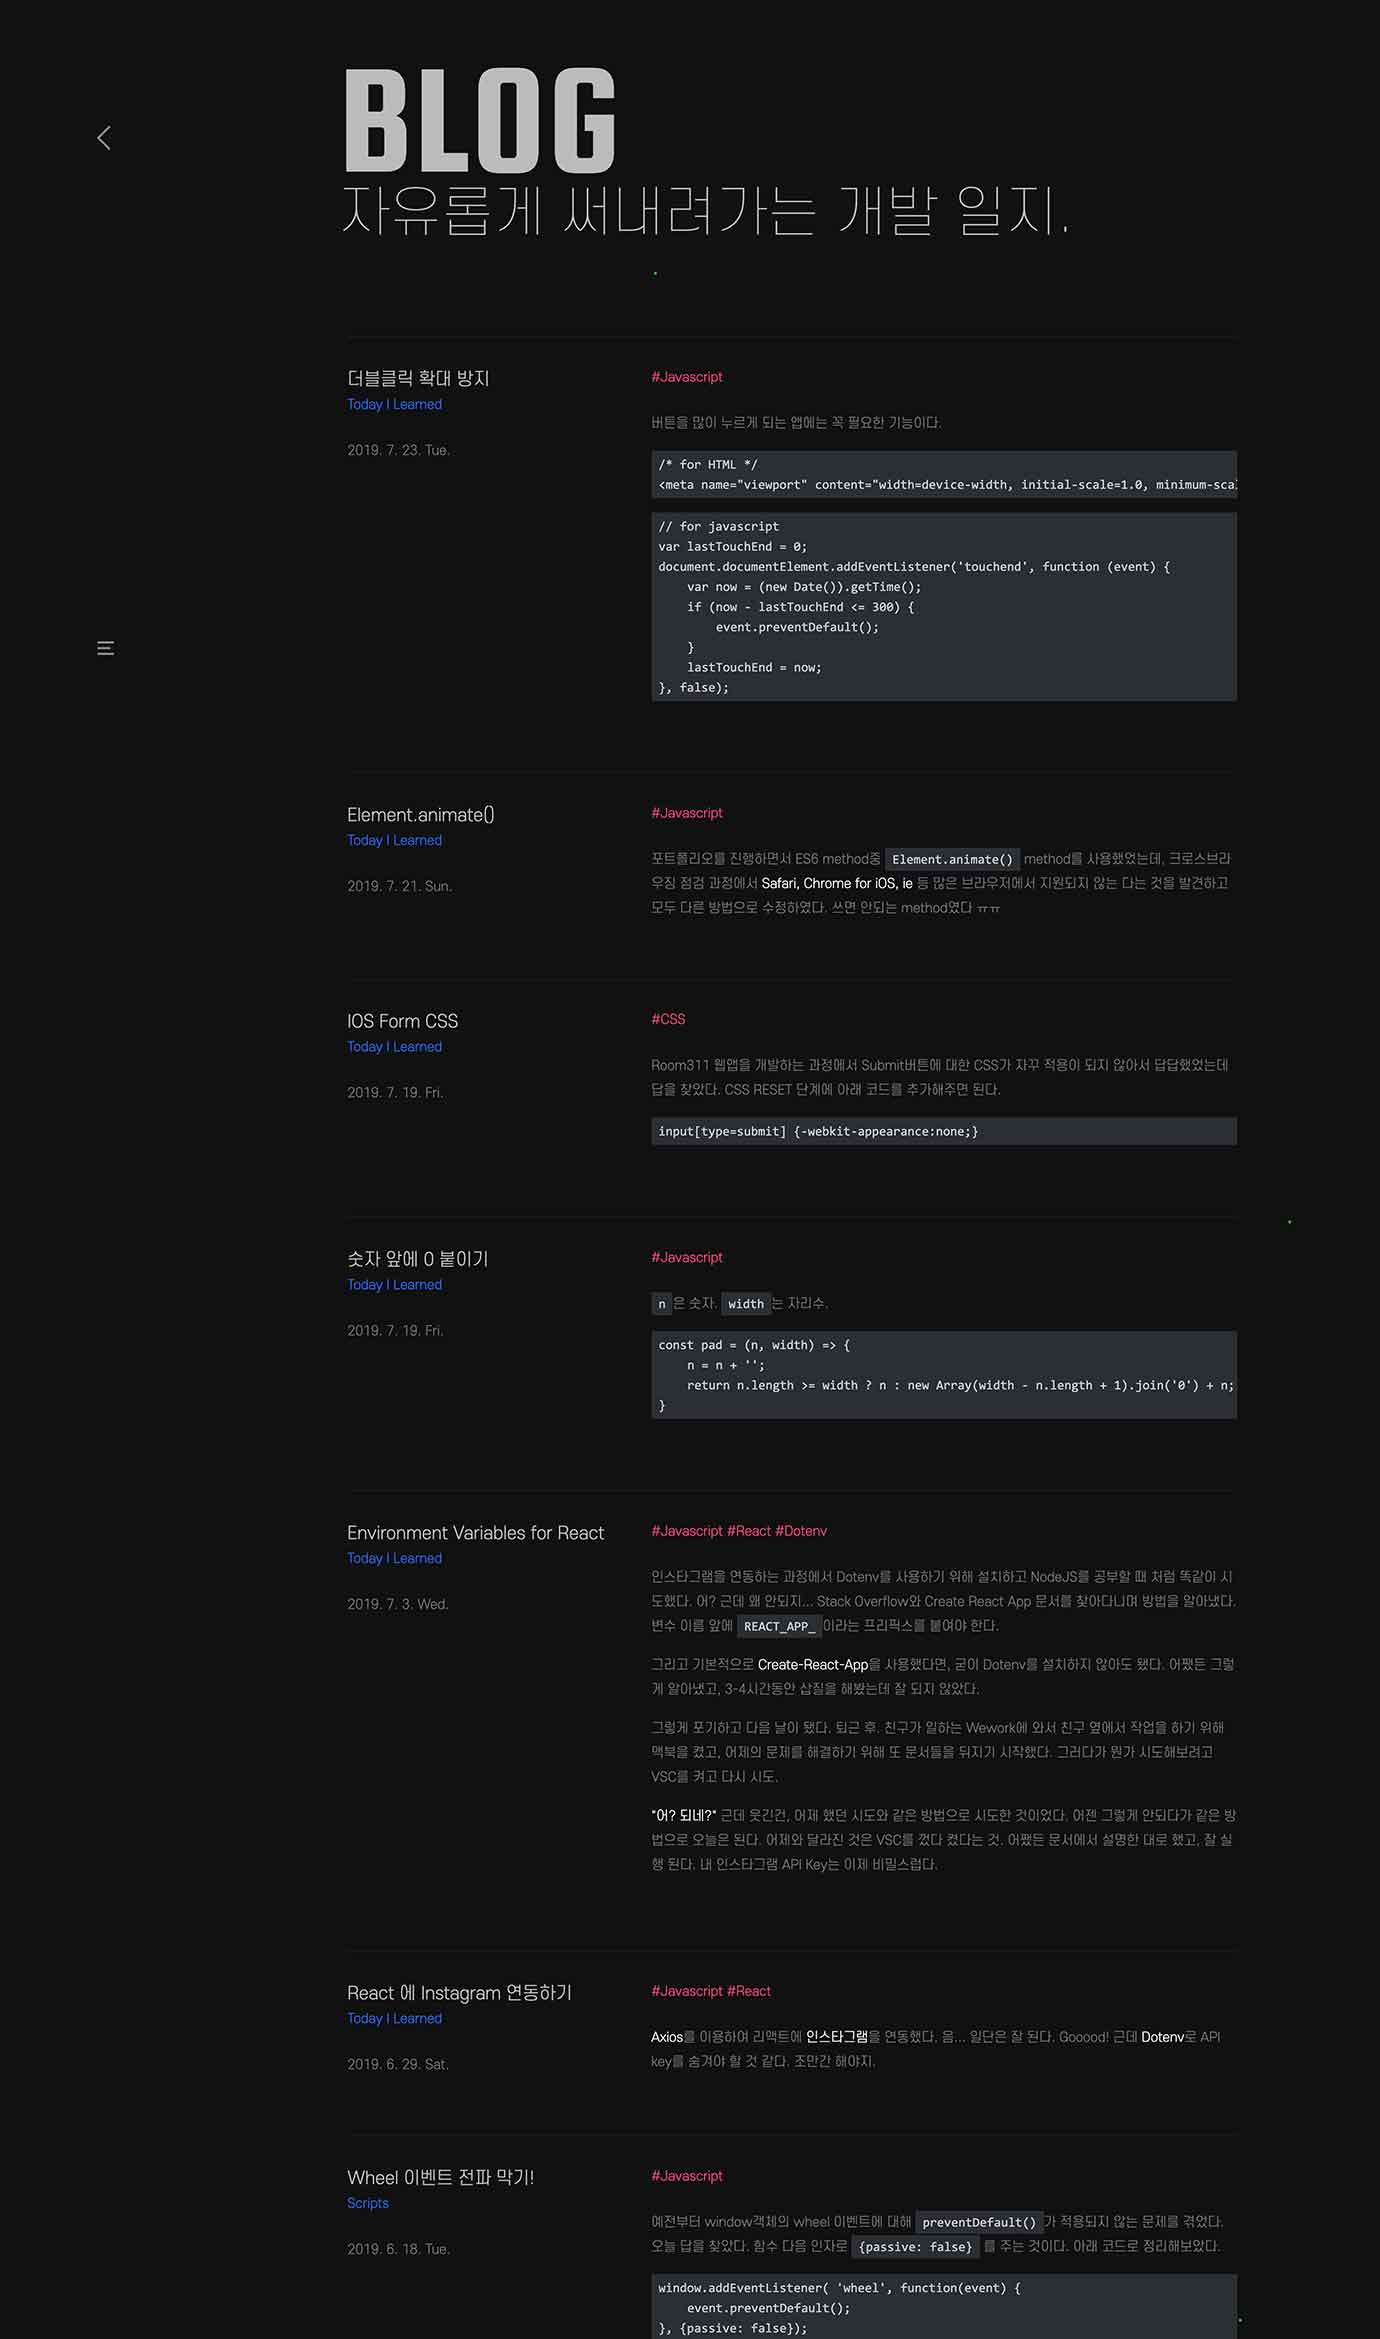 BLOG
자유롭게 써내려가는 개발 일지.
더블클릭 확대 방지
Today I Learned
2019. 7. 23. Tue.
#Javascript
버튼을 많이 누르게 되는 앱에는 꼭 필요한 기능이다.
/* for HTML */
<meta name="viewport" content="width=device-width, initial-scale=1.0, minimum-scal
// for javascript
var lastTouchEnd = 0;
document.documentElement.addEventListener('touchend', function (event) {
    var now = (new Date()).getTime();
    if (now - lastTouchEnd <= 300) {
        event.preventDefault();
    }
    lastTouchEnd = now;
}, false);
Element.animate()
Today I Learned
2019. 7. 21. Sun.
#Javascript
포트폴리오를 진행하면서 ES6 method중 Element.animate() method를 사용했었는데, 크로스브라
우징 점검 과정에서 Safari, Chrome for iOS, ie 등 많은 브라우저에서 지원되지 않는 다는 것을 발견하고
모두 다른 방법으로 수정하였다. 쓰면 안되는 method였다 ㅠㅠ
IOS Form CSS
Today I Learned
2019. 7. 19. Fri.
#CSS
Room311 웹앱을 개발하는 과정에서 Submit버튼에 대한 CSS가 자꾸 적용이 되지 않아서 답답했었는데
답을 찾았다. CSS RESET 단계에 아래 코드를 추가해주면 된다.
input[type=submit] {-webkit-appearance:none;}
숫자 앞에 0 붙이기
Today I Learned
2019. 7. 19. Fri.
#Javascript
n 은 숫자. width 는 자리수.
const pad = (n, width) => {
    n = n + '';
    return n.length >= width ? n : new Array(width - n.length + 1).join('0') + n;
}
Environment Variables for React
Today I Learned
2019. 7. 3. Wed.
#Javascript #React #Dotenv
인스타그램을 연동하는 과정에서 Dotenv를 사용하기 위해 설치하고 NodeJS를 공부할 때 처럼 똑같이 시
도했다. 어? 근데 왜 안되지... Stack Overflow와 Create React App 문서를 찾아다니며 방법을 알아냈다.
변수 이름 앞에 REACT_APP_ 이라는 프리픽스를 붙여야 한다.
그리고 기본적으로 Create-React-App을 사용했다면, 굳이 Dotenv를 설치하지 않아도 됐다. 어쨌든 그렇
게 알아냈고, 3-4시간동안 삽질을 해봤는데 잘 되지 않았다.
그렇게 포기하고 다음 날이 됐다. 퇴근 후. 친구가 일하는 Wework에 와서 친구 옆에서 작업을 하기 위해
맥북을 켰고, 어제의 문제를 해결하기 위해 또 문서들을 뒤지기 시작했다. 그러다가 뭔가 시도해보려고
VSC를 켜고 다시 시도.
"어? 되네?" 근데 웃긴건, 어제 했던 시도와 같은 방법으로 시도한 것이었다. 어젠 그렇게 안되다가 같은 방
법으로 오늘은 된다. 어제와 달라진 것은 VSC를 껐다 켰다는 것. 어쨌든 문서에서 설명한 대로 했고, 잘 실
행 된다. 내 인스타그램 API Key는 이제 비밀스럽다.
React 에 Instagram 연동하기
Today I Learned
2019. 6. 29. Sat.
#Javascript #React
Axios를 이용하여 리액트에 인스타그램을 연동했다. 음... 일단은 잘 된다. Gooood! 근데 Dotenv로 API
key를 숨겨야 할 것 같다. 조만간 해야지.
Wheel 이벤트 전파 막기!
Scripts
2019. 6. 18. Tue.
#Javascript
예전부터 window객체의 wheel 이벤트에 대해 preventDefault() 가 적용되지 않는 문제를 겪었다.
오늘 답을 찾았다. 함수 다음 인자로 {passive: false} 를 주는 것이다. 아래 코드로 정리해보았다.
window.addEventListener( 'wheel', function(event) {
    event.preventDefault();
}, {passive: false});